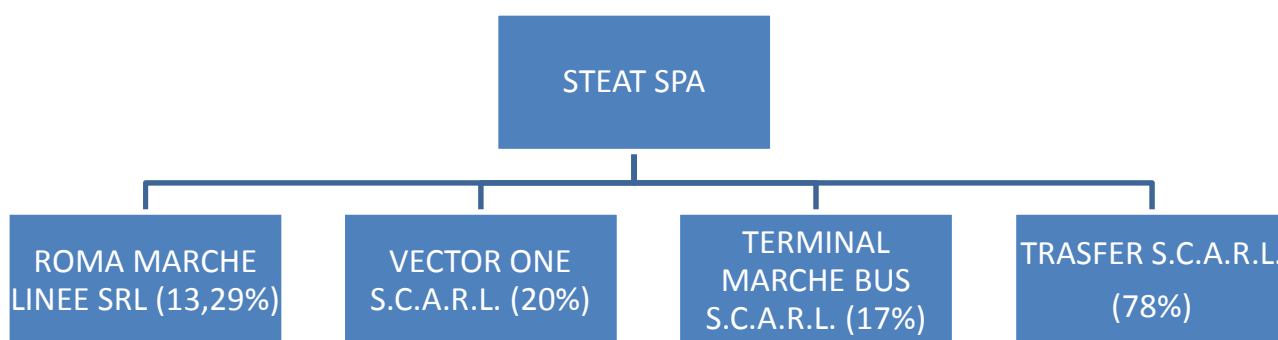 STEAT SPA
ROMA MARCHE
LINEE SRL (13,29%)
VECTOR ONE
S.C.A.R.L. (20%)
TERMINAL
MARCHE BUS
S.C.A.R.L. (17%)
TRASFER S.C.A.R.L.
(78%)